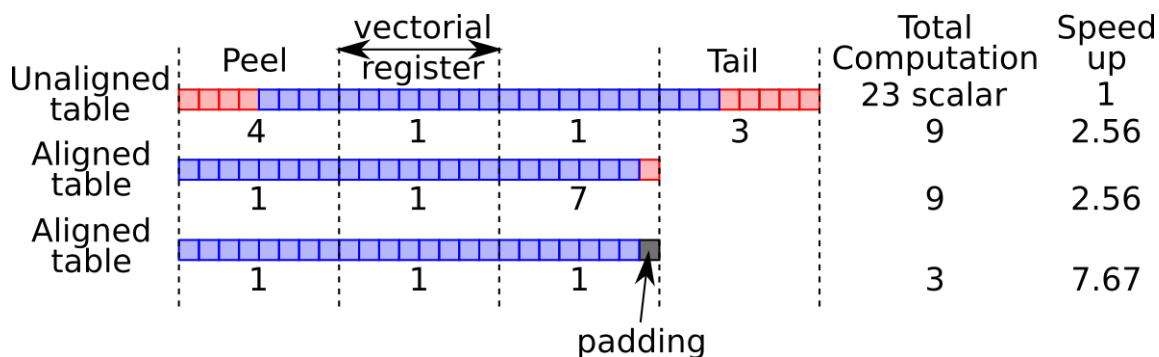 vectorial
register
Peel
Tail
Total
Computation
Speed
up
Unaligned
table
23 scalar
1
4
1
1
3
9
2.56
Aligned
table
1
1
7
9
2.56
Aligned
table
1
1
1
3
7.67
padding